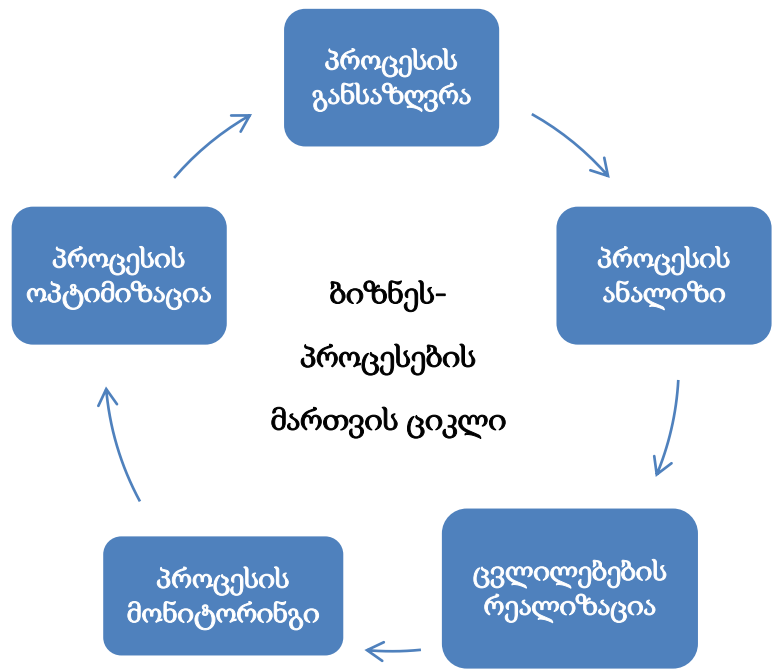 პროცესის
განსაზღვრა
პროცესის
ანალიზი
ცვლილებების
რეალიზაცია
პროცესის
მონიტორინგი
პროცესის
ოპტიმიზაცია
ბიზნეს-
პროცესების
მართვის ციკლი